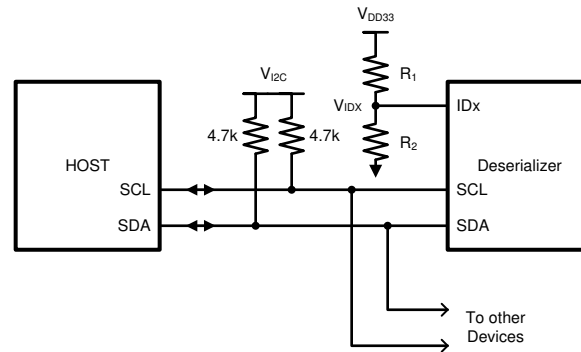 VDD33
VI2C
R1
VIDX
IDx
4.7k
4.7k
R2
HOST
Deserializer
SCL
SCL
SDA
SDA
To other
Devices